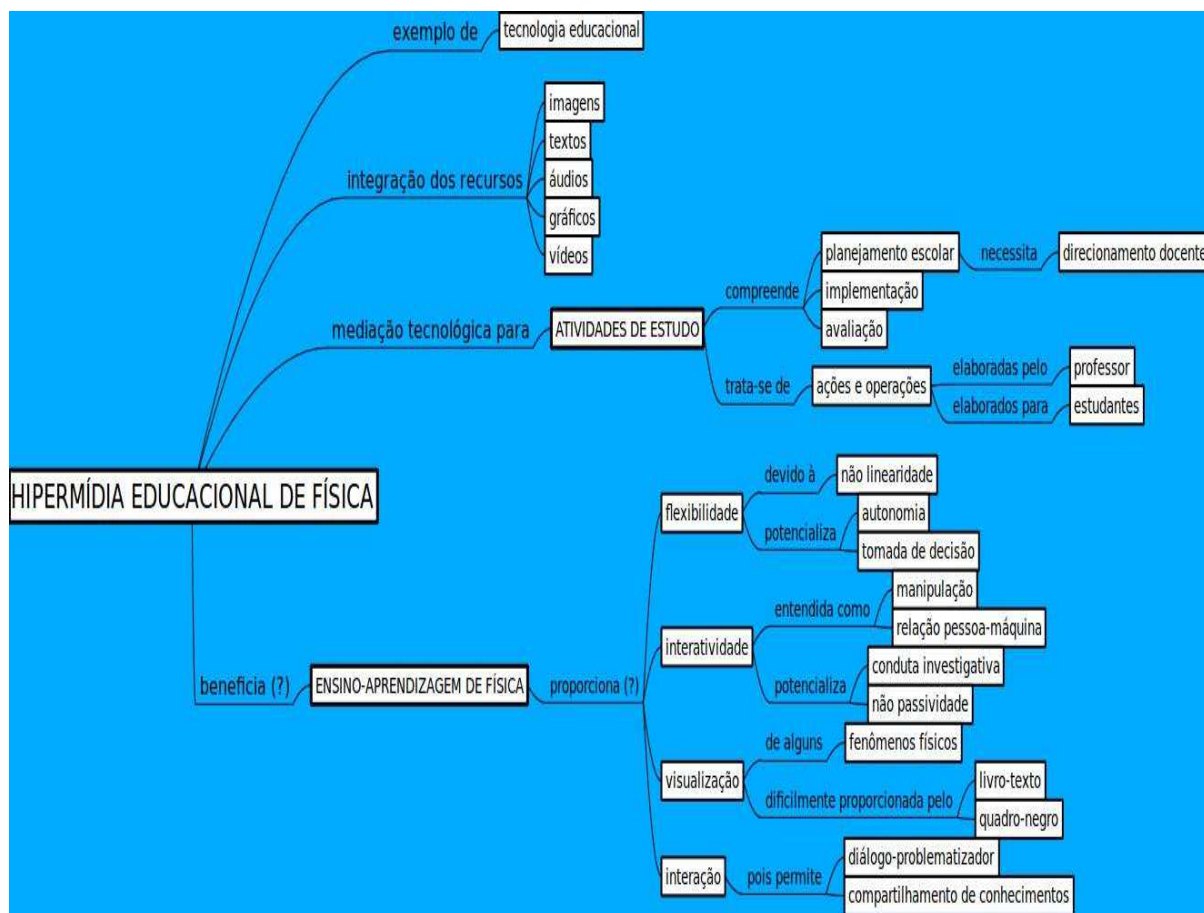 exemplo de
tecnologia educacional
imagens
textos
integração dos recursos
áudios
gráficos
vídeos
mediação tecnológica para
ATIVIDADES DE ESTUDO
compreende
planejamento escolar
necessita
direcionamento docente
implementação
avaliação
trata-se de
ações e operações
elaboradas pelo
professor
elaborados para
estudantes
HIPERMÍDIA EDUCACIONAL DE FÍSICA
beneficia (?)
ENSINO-APRENDIZAGEM DE FÍSICA
proporciona (?)
flexibilidade
devido à
não linearidade
potencializa
autonomia
tomada de decisão
interatividade
entendida como
manipulação
relação pessoa-máquina
potencializa
conduta investigativa
não passividade
visualização
de alguns
fenômenos físicos
dificilmente proporcionada pelo
livro-texto
quadro-negro
interação
pois permite
diálogo-problematizador
compartilhamento de conhecimentos